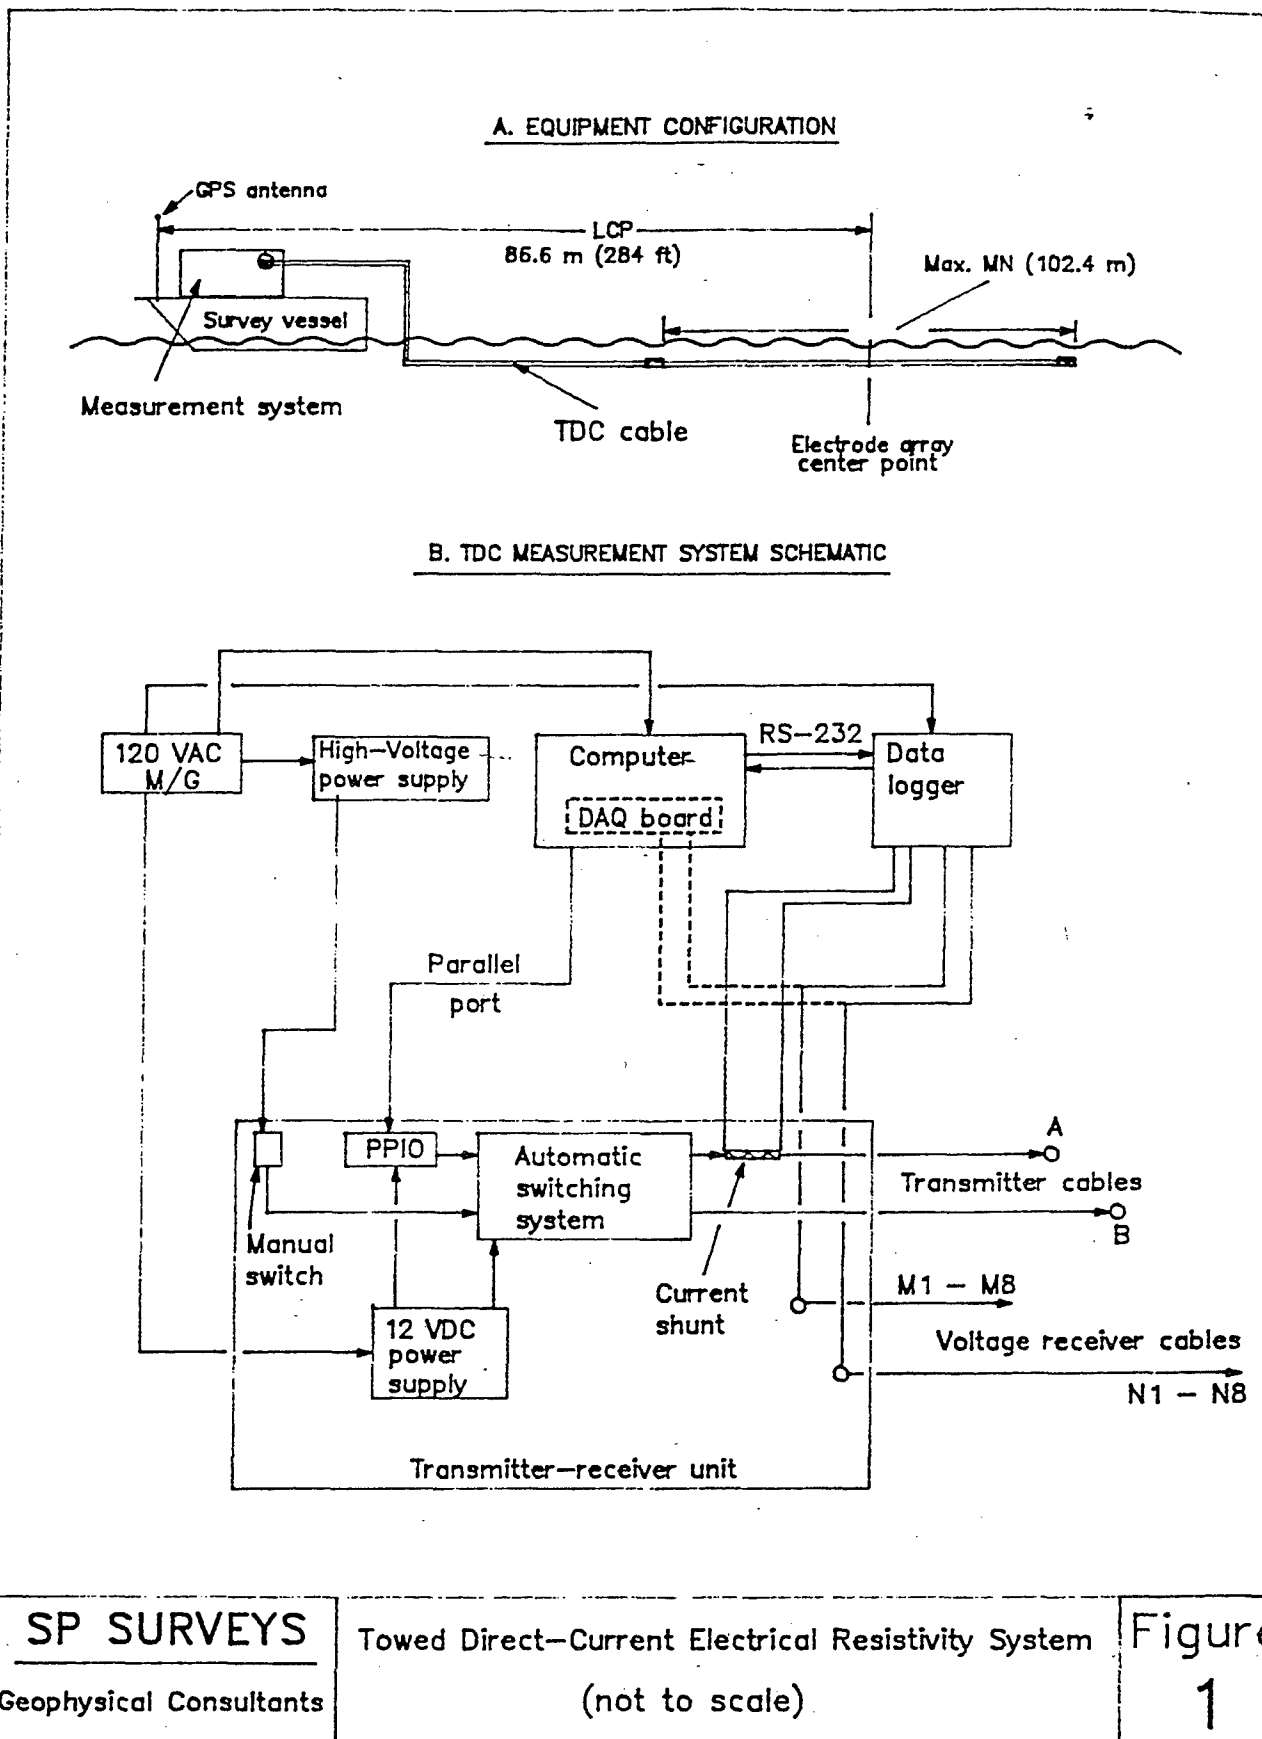 A. EQUIPMENT CONFIGURATION
GPS antenna
LCP
86.6 m (284 ft)
Max. MN (102.4 m)
Survey vessel
Measurement system
TDC cable
Electrode array
center point
B. TDC MEASUREMENT SYSTEM SCHEMATIC
120 VAC
M/G
High-Voltage
power supply
Computer
DAQ board
RS-232
Data
logger
Parallel
port
PPIO
Automatic
switching
system
Manual
switch
12 VDC
power
supply
Current
shunt
A
Transmitter cables
B
M1 - M8
Voltage receiver cables
N1 - N8
Transmitter-receiver unit
SP SURVEYS
Geophysical Consultants
Towed Direct-Current Electrical Resistivity System
(not to scale)
Figure
1